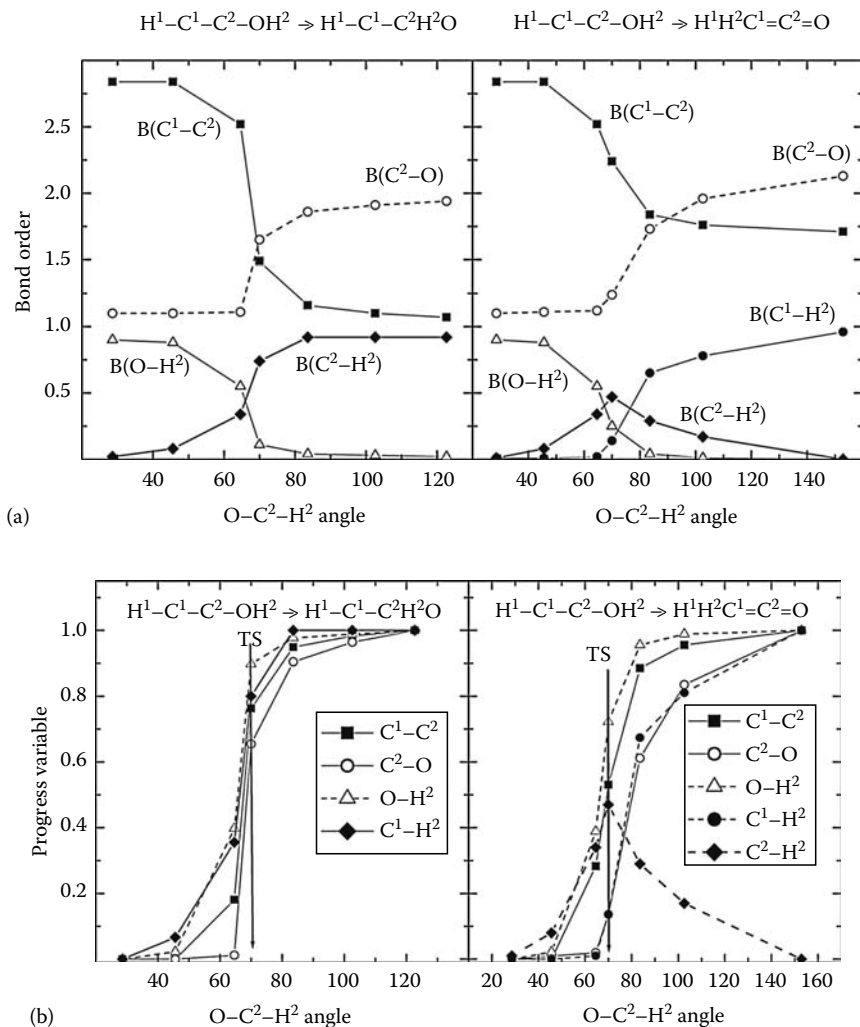 H¹–C¹–C²–OH² → H¹–C¹–C²H²O
H¹–C¹–C²–OH² → H¹H²C¹=C²=O
Bond order
2.5
2.0
1.5
1.0
0.5
B(C¹–C²)
B(C²–O)
B(O–H²)
B(C²–H²)
B(C¹–C²)
B(C²–O)
B(C¹–H²)
B(O–H²)
B(C²–H²)
40 60 80 100 120
40 60 80 100 120 140
(a)
O–C²–H² angle
O–C²–H² angle
H¹–C¹–C²–OH² → H¹–C¹–C²H²O
H¹–C¹–C²–OH² → H¹H²C¹=C²=O
Progress variable
1.0
0.8
0.6
0.4
0.2
TS
C¹–C²
C²–O
O–H²
C¹–H²
TS
C¹–C²
C²–O
O–H²
C¹–H²
C²–H²
40 60 80 100 120
20 40 60 80 100 120 140 160
(b)
O–C²–H² angle
O–C²–H² angle